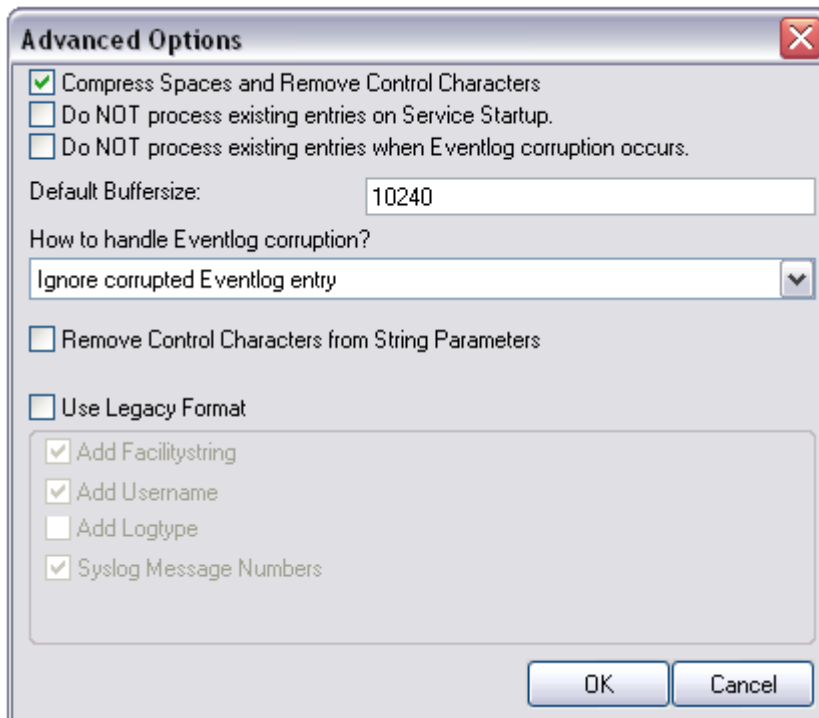 Advanced Options
Compress Spaces and Remove Control Characters
Do NOT process existing entries on Service Startup.
Do NOT process existing entries when Eventlog corruption occurs.
Default Buffersize: 10240
How to handle Eventlog corruption?
Ignore corrupted Eventlog entry
Remove Control Characters from String Parameters
Use Legacy Format
Add Facilitystring
Add Username
Add Logtype
Syslog Message Numbers
OK Cancel